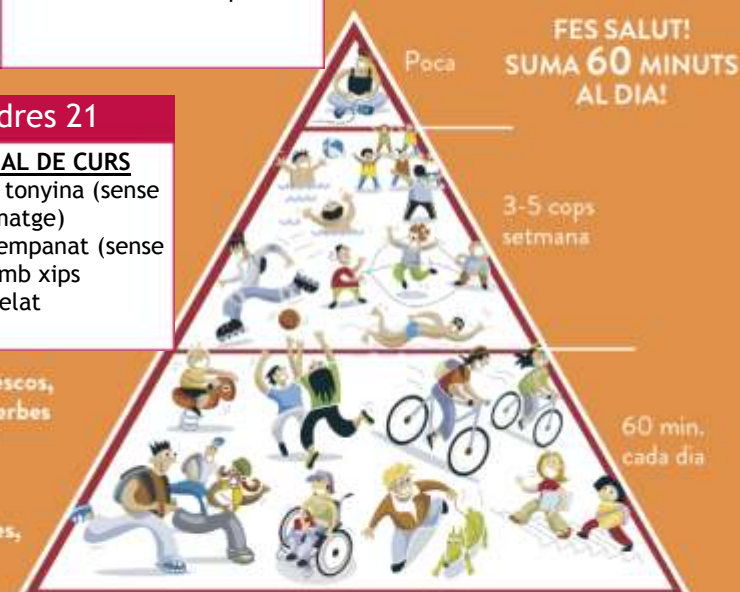 FES SALUT!
SUMA 60 MINUTS
AL DIA!
Poca
dres 21
AL DE CURS
tonyina (sense
matge)
empanat (sense
mb xips
elat
3-5 cops
setmana
escos,
erbes
60 min.
cada dia
es,